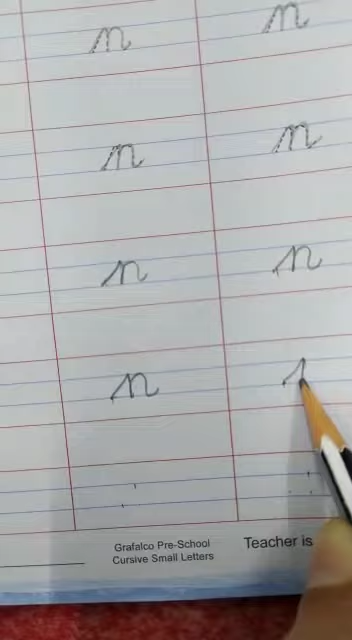 n n
n n
n n
n
Grafalco Pre-School
Cursive Small Letters
Teacher is